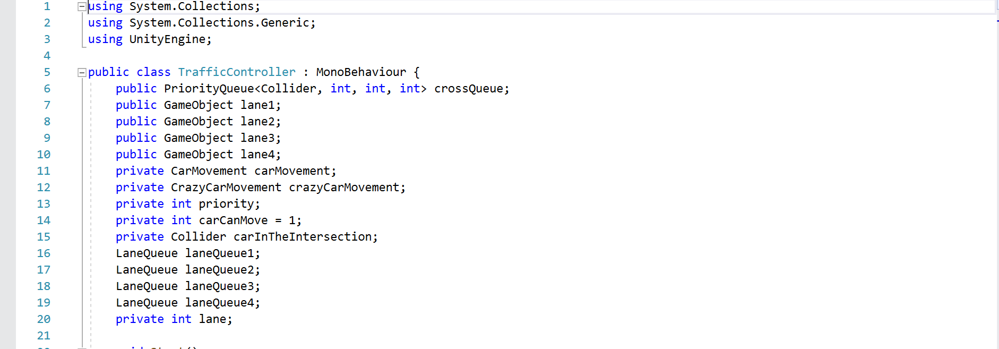 1 using System.Collections;
2 using System.Collections.Generic;
3 using UnityEngine;
4
5 public class TrafficController : MonoBehaviour {
6 public PriorityQueue<Collider, int, int, int> crossQueue;
7 public GameObject lane1;
8 public GameObject lane2;
9 public GameObject lane3;
10 public GameObject lane4;
11 private CarMovement carMovement;
12 private CrazyCarMovement crazyCarMovement;
13 private int priority;
14 private int carCanMove = 1;
15 private Collider carInTheIntersection;
16 LaneQueue laneQueue1;
17 LaneQueue laneQueue2;
18 LaneQueue laneQueue3;
19 LaneQueue laneQueue4;
20 private int lane;
21